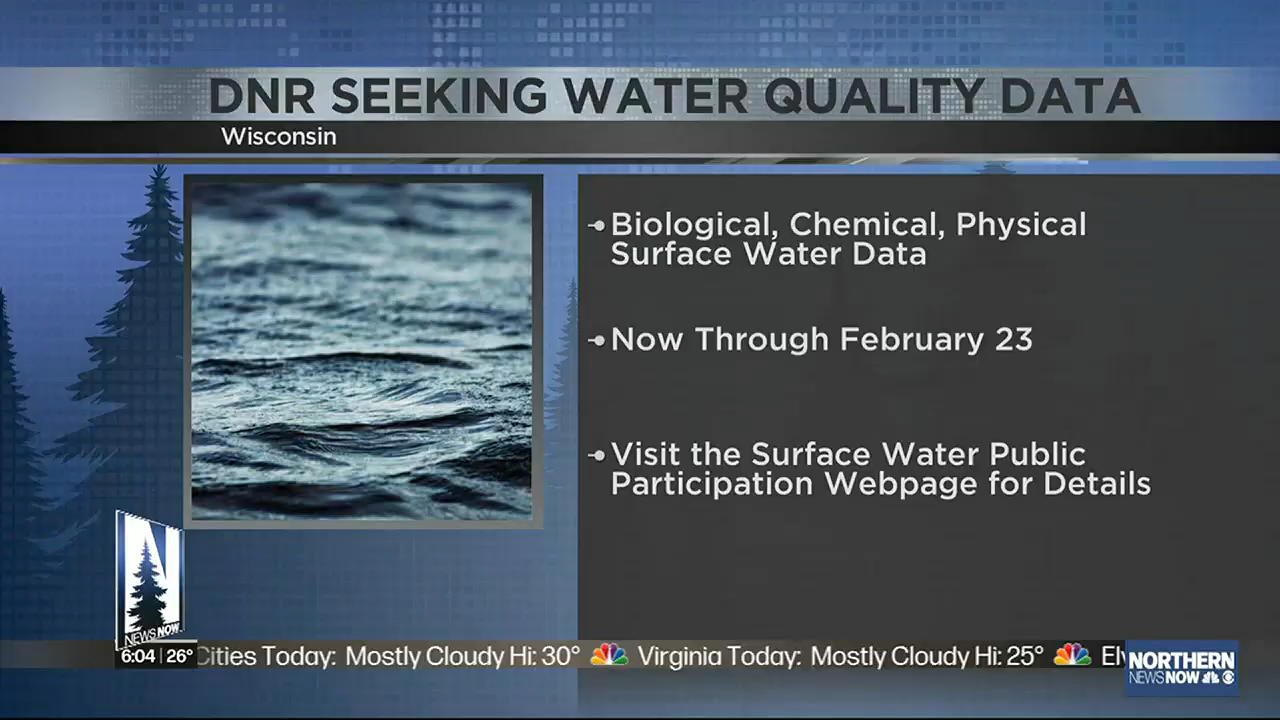 DNR SEEKING WATER QUALITY DATA
Wisconsin
Biological, Chemical, Physical
Surface Water Data
Now Through February 23
Visit the Surface Water Public
Participation Webpage for Details
N
NEWS NOW
6:04 | 26°
Cities Today: Mostly Cloudy Hi: 30° Virginia Today: Mostly Cloudy Hi: 25°
NORTHERN
NEWS NOW